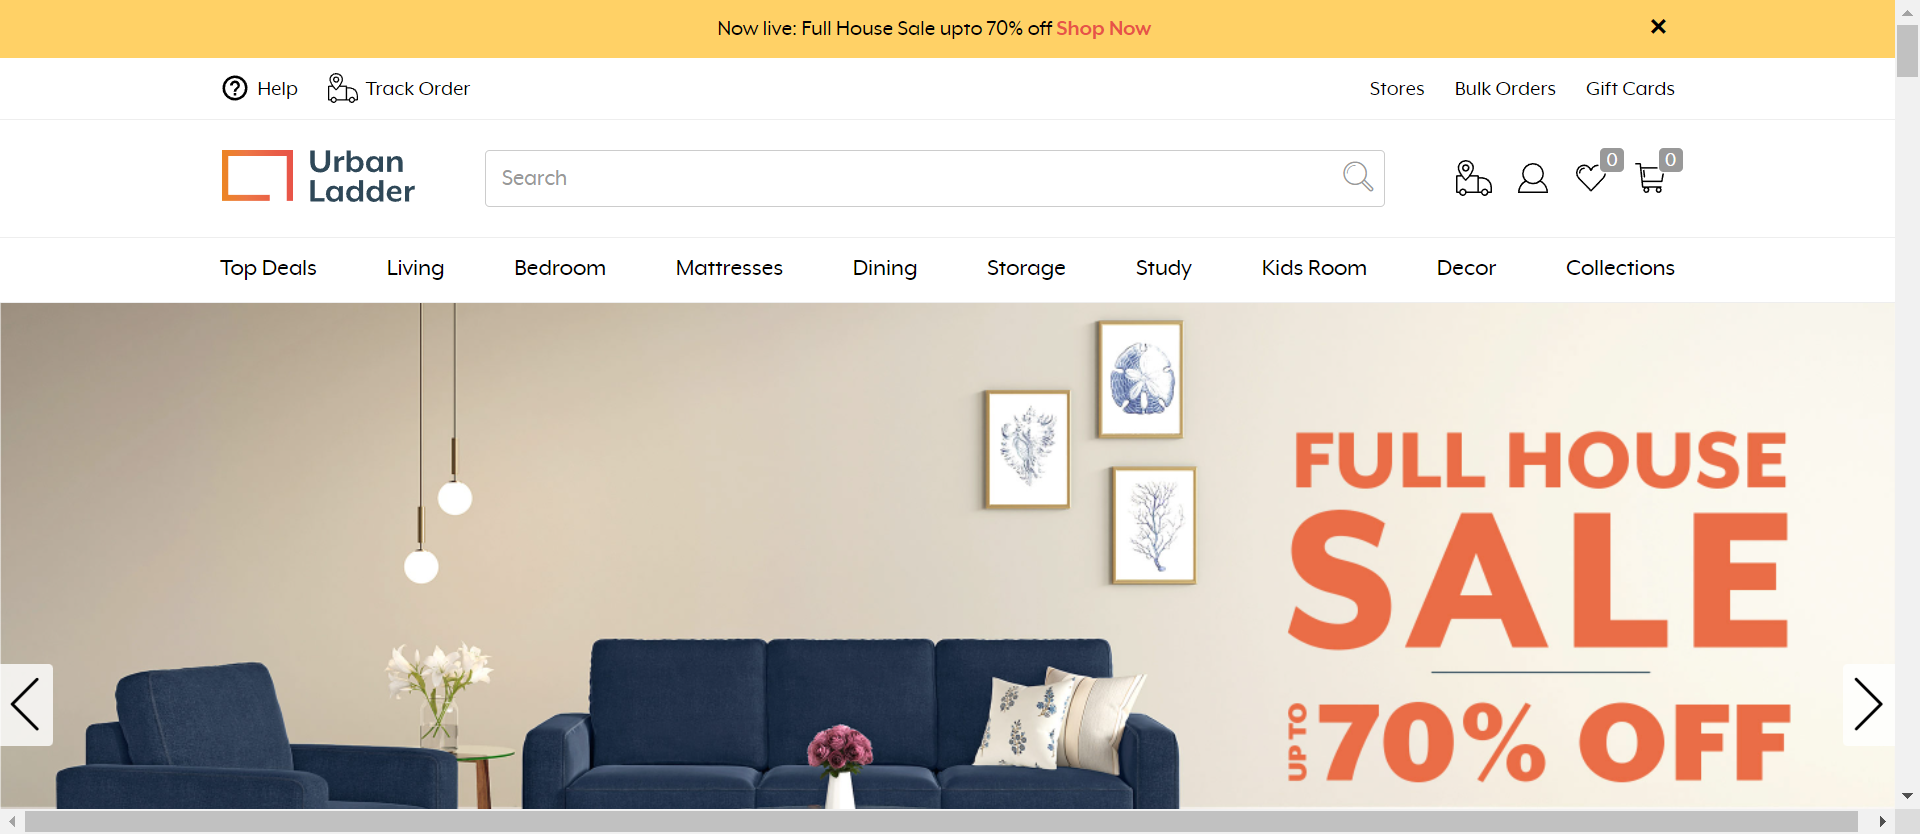 Now live: Full House Sale upto 70% off Shop Now
Help Track Order Stores Bulk Orders Gift Cards
Urban
Ladder
Search
0 0
Top Deals Living Bedroom Mattresses Dining Storage Study Kids Room Decor Collections
FULL HOUSE
SALE
UP TO 70% OFF